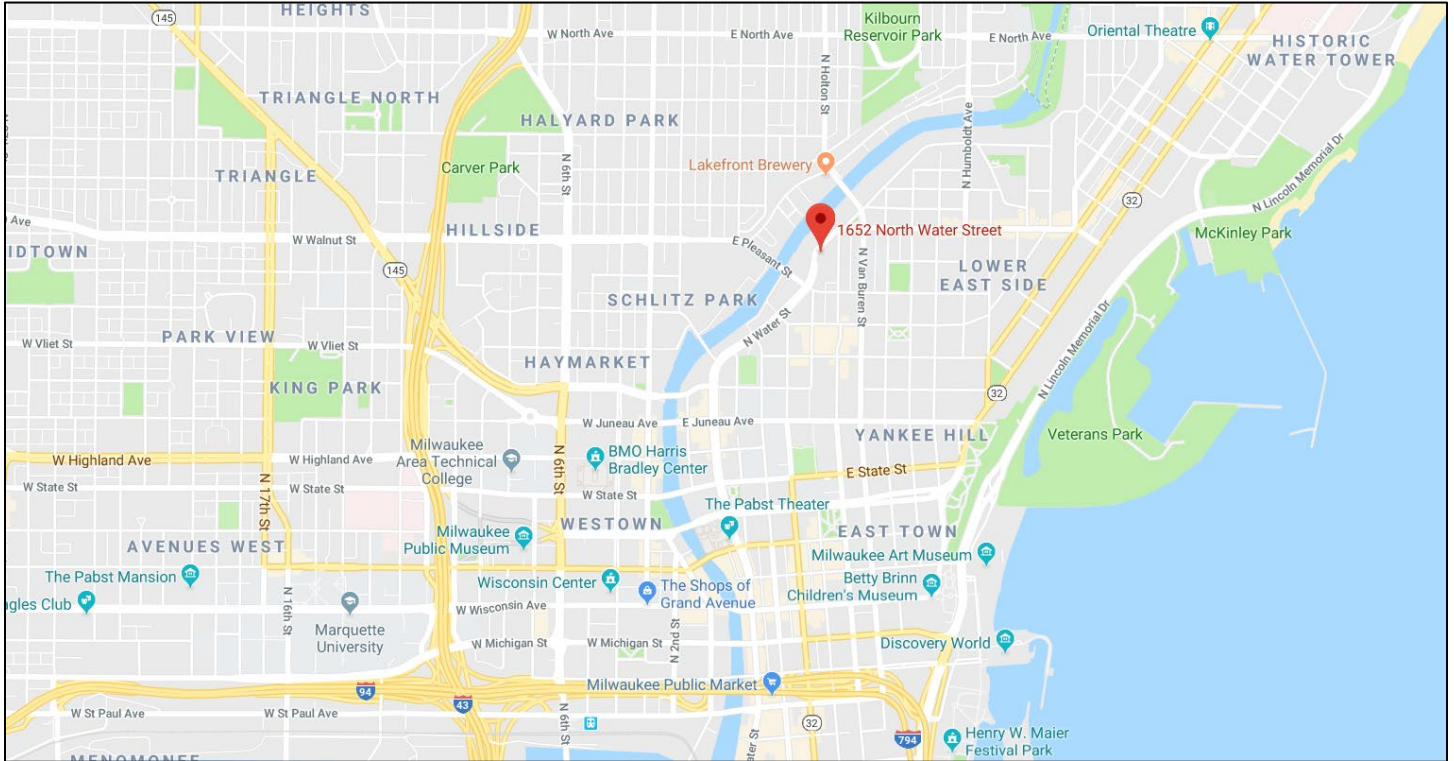 HEIGHTS
145
W North Ave
E North Ave
Kilbourn
Reservoir Park
E North Ave
Oriental Theatre
HISTORIC
WATER TOWER
N Holton St
TRIANGLE NORTH
HALYARD PARK
N Humboldt Ave
Carver Park
N 6th St
Lakefront Brewery
N Lincoln Memorial Dr
TRIANGLE
32
Ave
W Walnut St
HILLSIDE
E Pleasant St
1652 North Water Street
McKinley Park
IDTOWN
145
N Van Buren St
LOWER
EAST SIDE
SCHLITZ PARK
N Water St
N Lincoln Memorial Dr
PARK VIEW
W Vliet St
W Vliet St
HAYMARKET
KING PARK
32
W Juneau Ave
E Juneau Ave
YANKEE HILL
Veterans Park
Milwaukee
Area Technical
College
BMO Harris
Bradley Center
W Highland Ave
W Highland Ave
N 6th St
E State St
W State St
W State St
N 17th St
W State St
The Pabst Theater
WESTOWN
EAST TOWN
Milwaukee
Public Museum
AVENUES WEST
Milwaukee Art Museum
The Pabst Mansion
Wisconsin Center
The Shops of
Grand Avenue
Betty Brinn
Children's Museum
gles Club
N 16th St
W Wisconsin Ave
Marquette
University
W Michigan St
W Michigan St
N 2nd St
Discovery World
94
43
Milwaukee Public Market
W St Paul Ave
W St Paul Ave
N 6th St
32
794
Henry W. Maier
Festival Park
ater St
MENOMONEE